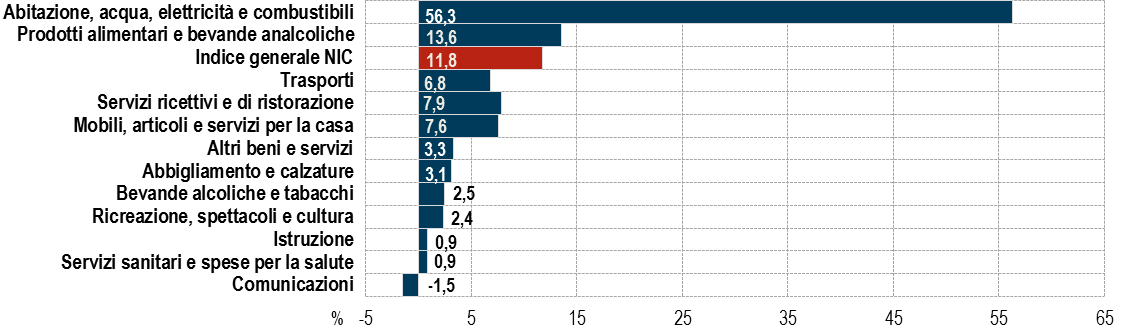 Abitazione, acqua, elettricità e combustibili 56,3
Prodotti alimentari e bevande analcoliche 13,6
Indice generale NIC 11,8
Trasporti 6,8
Servizi ricettivi e di ristorazione 7,9
Mobili, articoli e servizi per la casa 7,6
Altri beni e servizi 3,3
Abbigliamento e calzature 3,1
Bevande alcoliche e tabacchi 2,5
Ricreazione, spettacoli e cultura 2,4
Istruzione 0,9
Servizi sanitari e spese per la salute 0,9
Comunicazioni -1,5
% -5 5 15 25 35 45 55 65